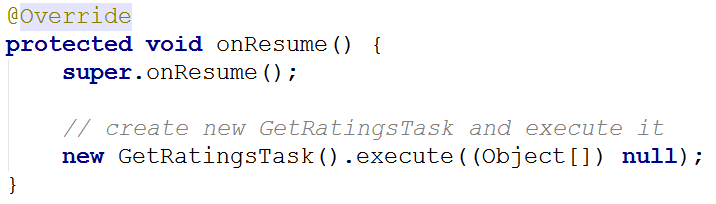 @Override
protected void onResume() {
    super.onResume();

    // create new GetRatingsTask and execute it
    new GetRatingsTask().execute((Object[]) null);
}